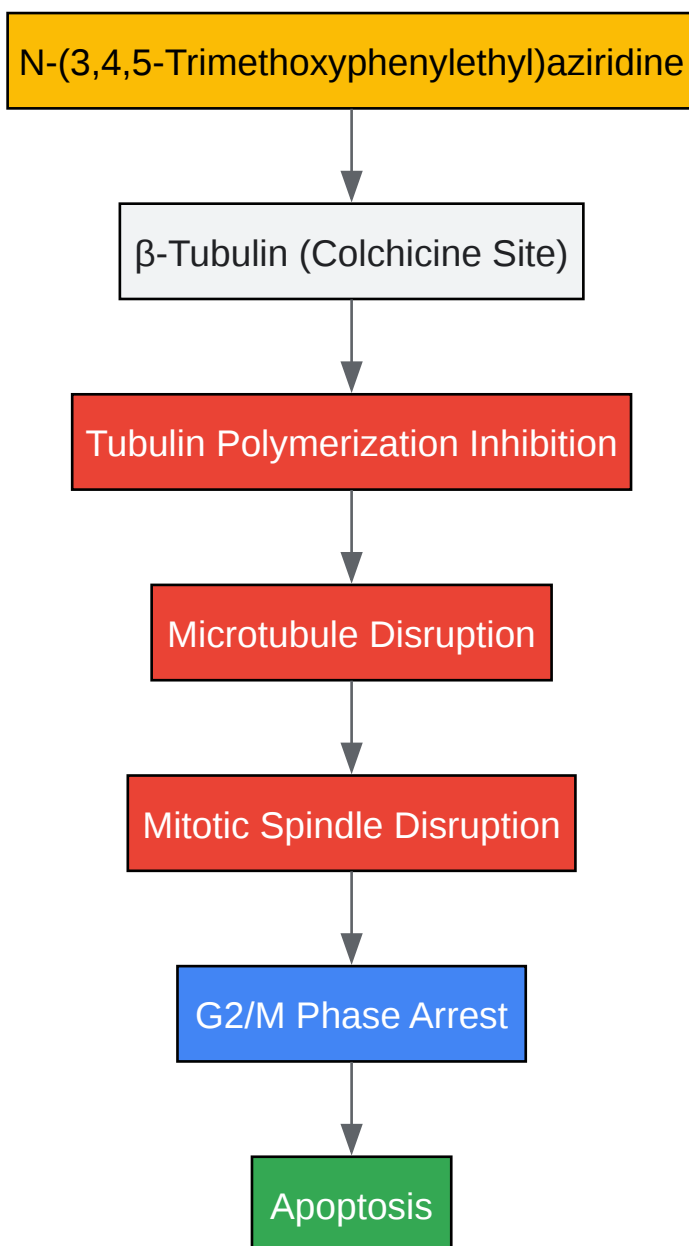 N-(3,4,5-Trimethoxyphenylethyl)aziridine
β-Tubulin (Colchicine Site)
Tubulin Polymerization Inhibition
Microtubule Disruption
Mitotic Spindle Disruption
G2/M Phase Arrest
Apoptosis